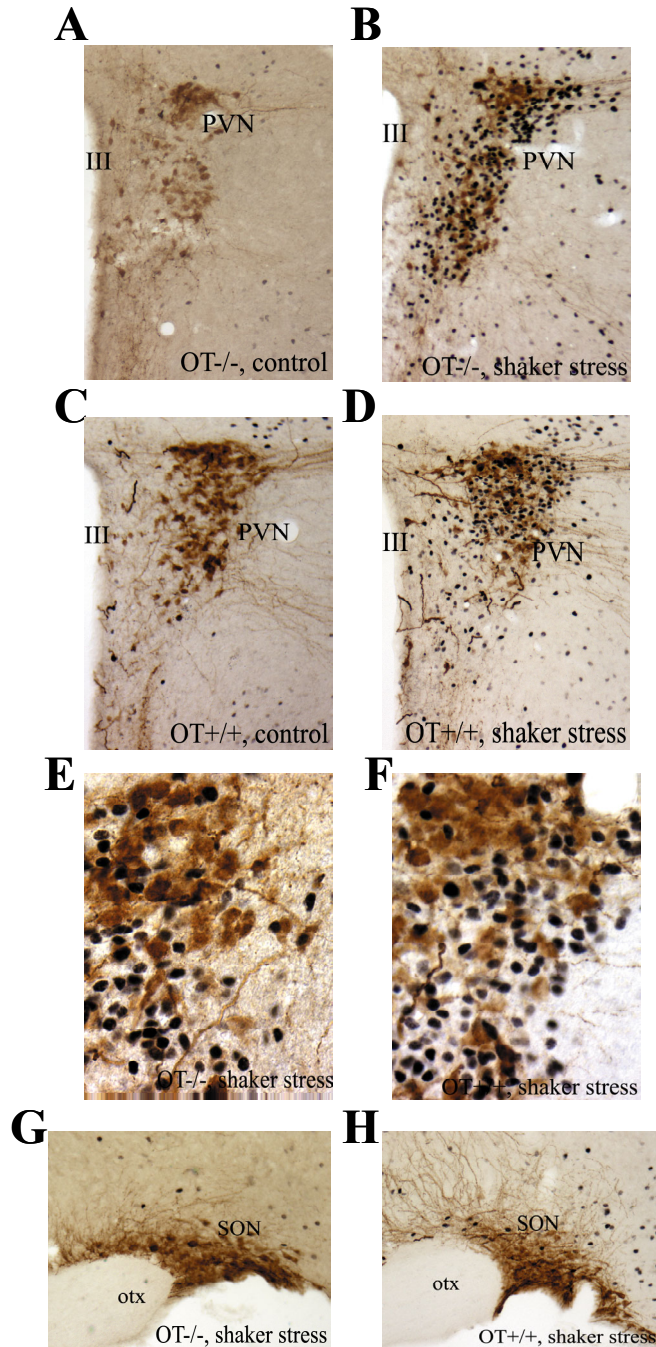 A
B
PVN
III
III
PVN
OT-/-, control
OT-/-, shaker stress
C
D
III
PVN
III
PVN
OT+/+, control
OT+/+, shaker stress
E
F
OT-/-, shaker stress
OT+/+, shaker stress
G
H
SON
SON
otx
otx
OT-/-, shaker stress
OT+/+, shaker stress